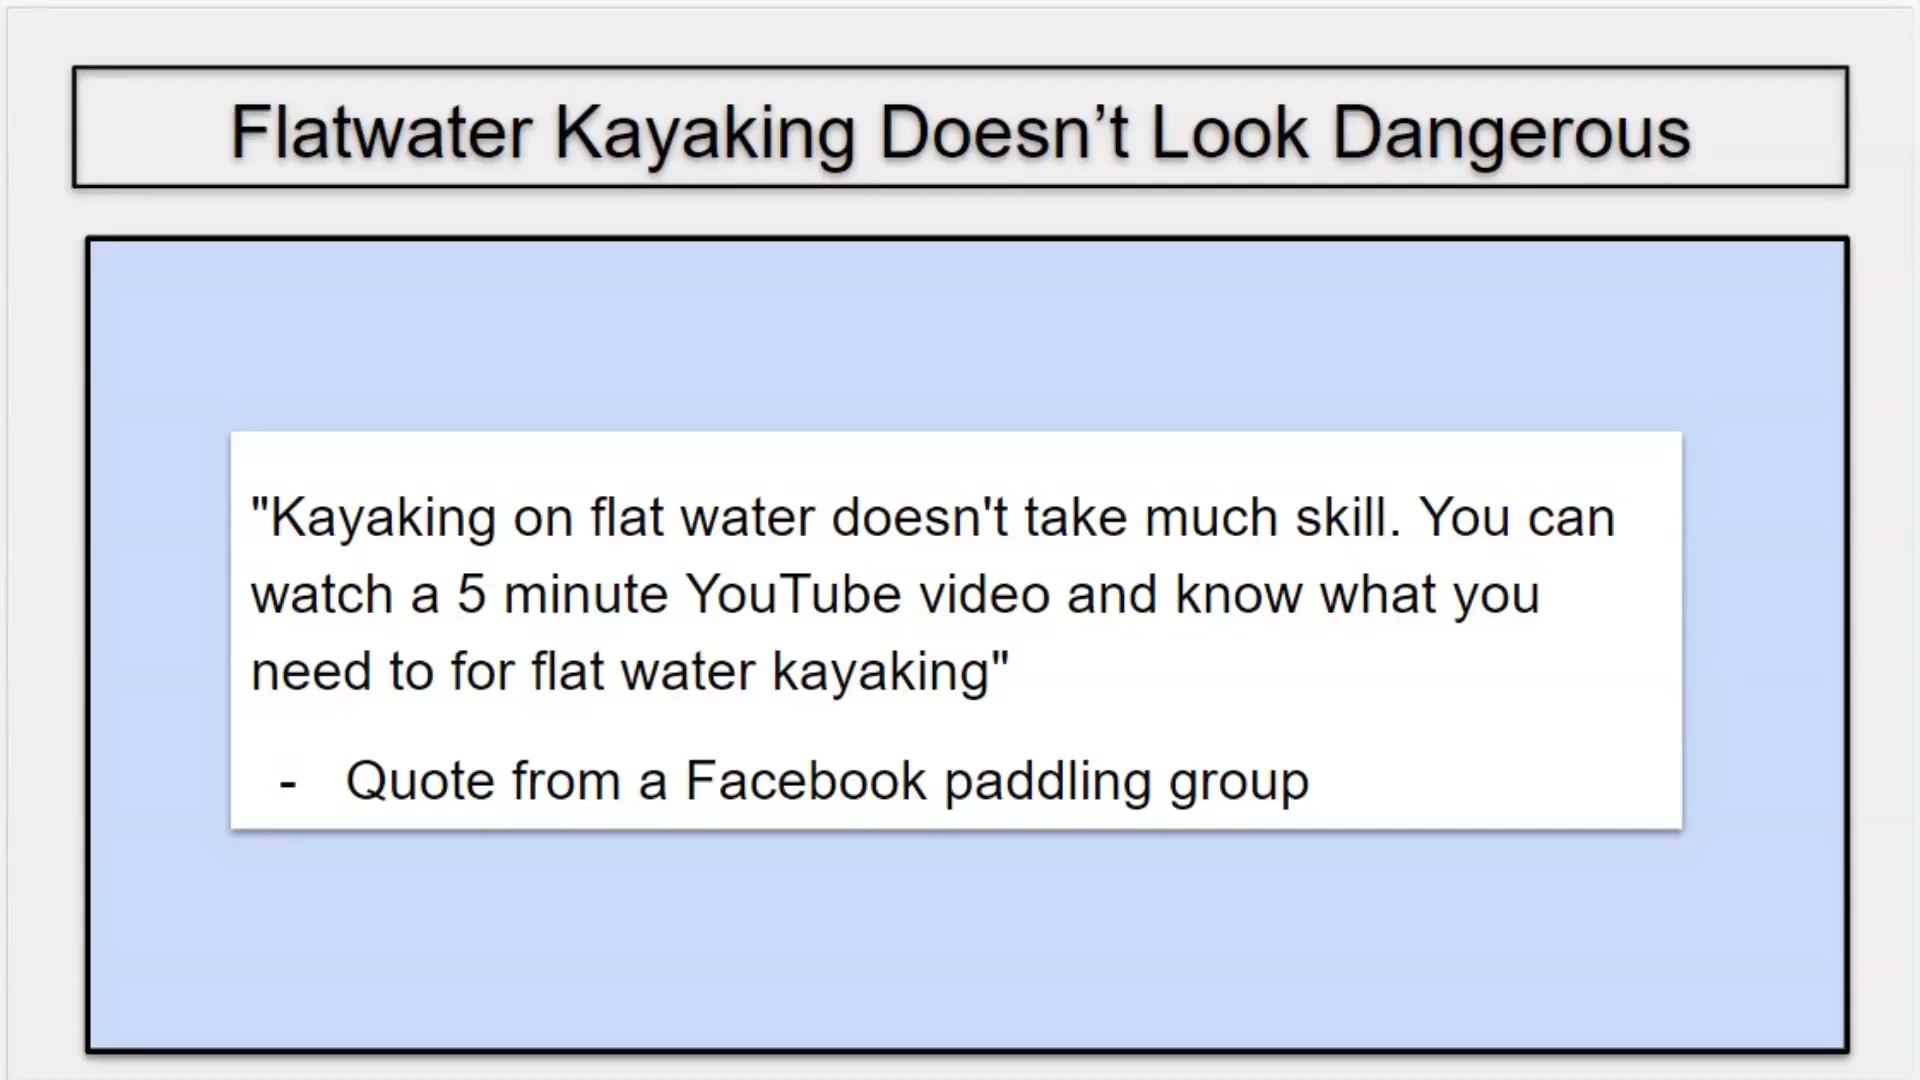 Flatwater Kayaking Doesn’t Look Dangerous
"Kayaking on flat water doesn't take much skill. You can
watch a 5 minute YouTube video and know what you
need to for flat water kayaking"
- Quote from a Facebook paddling group